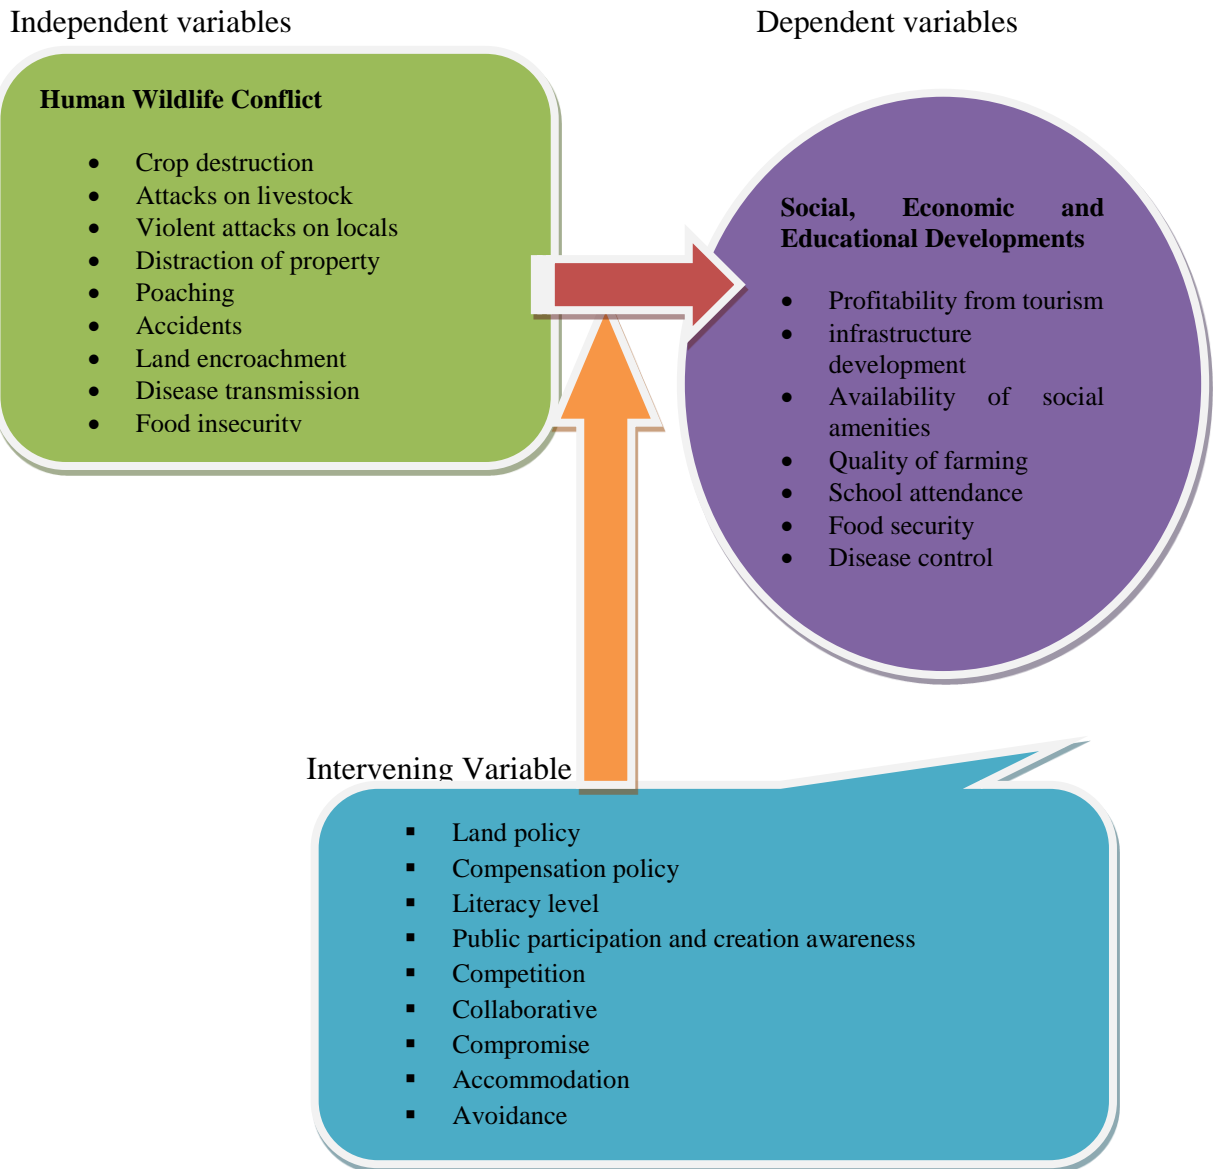 Independent variables
Dependent variables
Human Wildlife Conflict
• Crop destruction
• Attacks on livestock
• Violent attacks on locals
• Distraction of property
• Poaching
• Accidents
• Land encroachment
• Disease transmission
• Food insecurity
Social, Economic and
Educational Developments
• Profitability from tourism
• infrastructure
development
• Availability of social
amenities
• Quality of farming
• School attendance
• Food security
• Disease control
Intervening Variable
▪ Land policy
▪ Compensation policy
▪ Literacy level
▪ Public participation and creation awareness
▪ Competition
▪ Collaborative
▪ Compromise
▪ Accommodation
▪ Avoidance